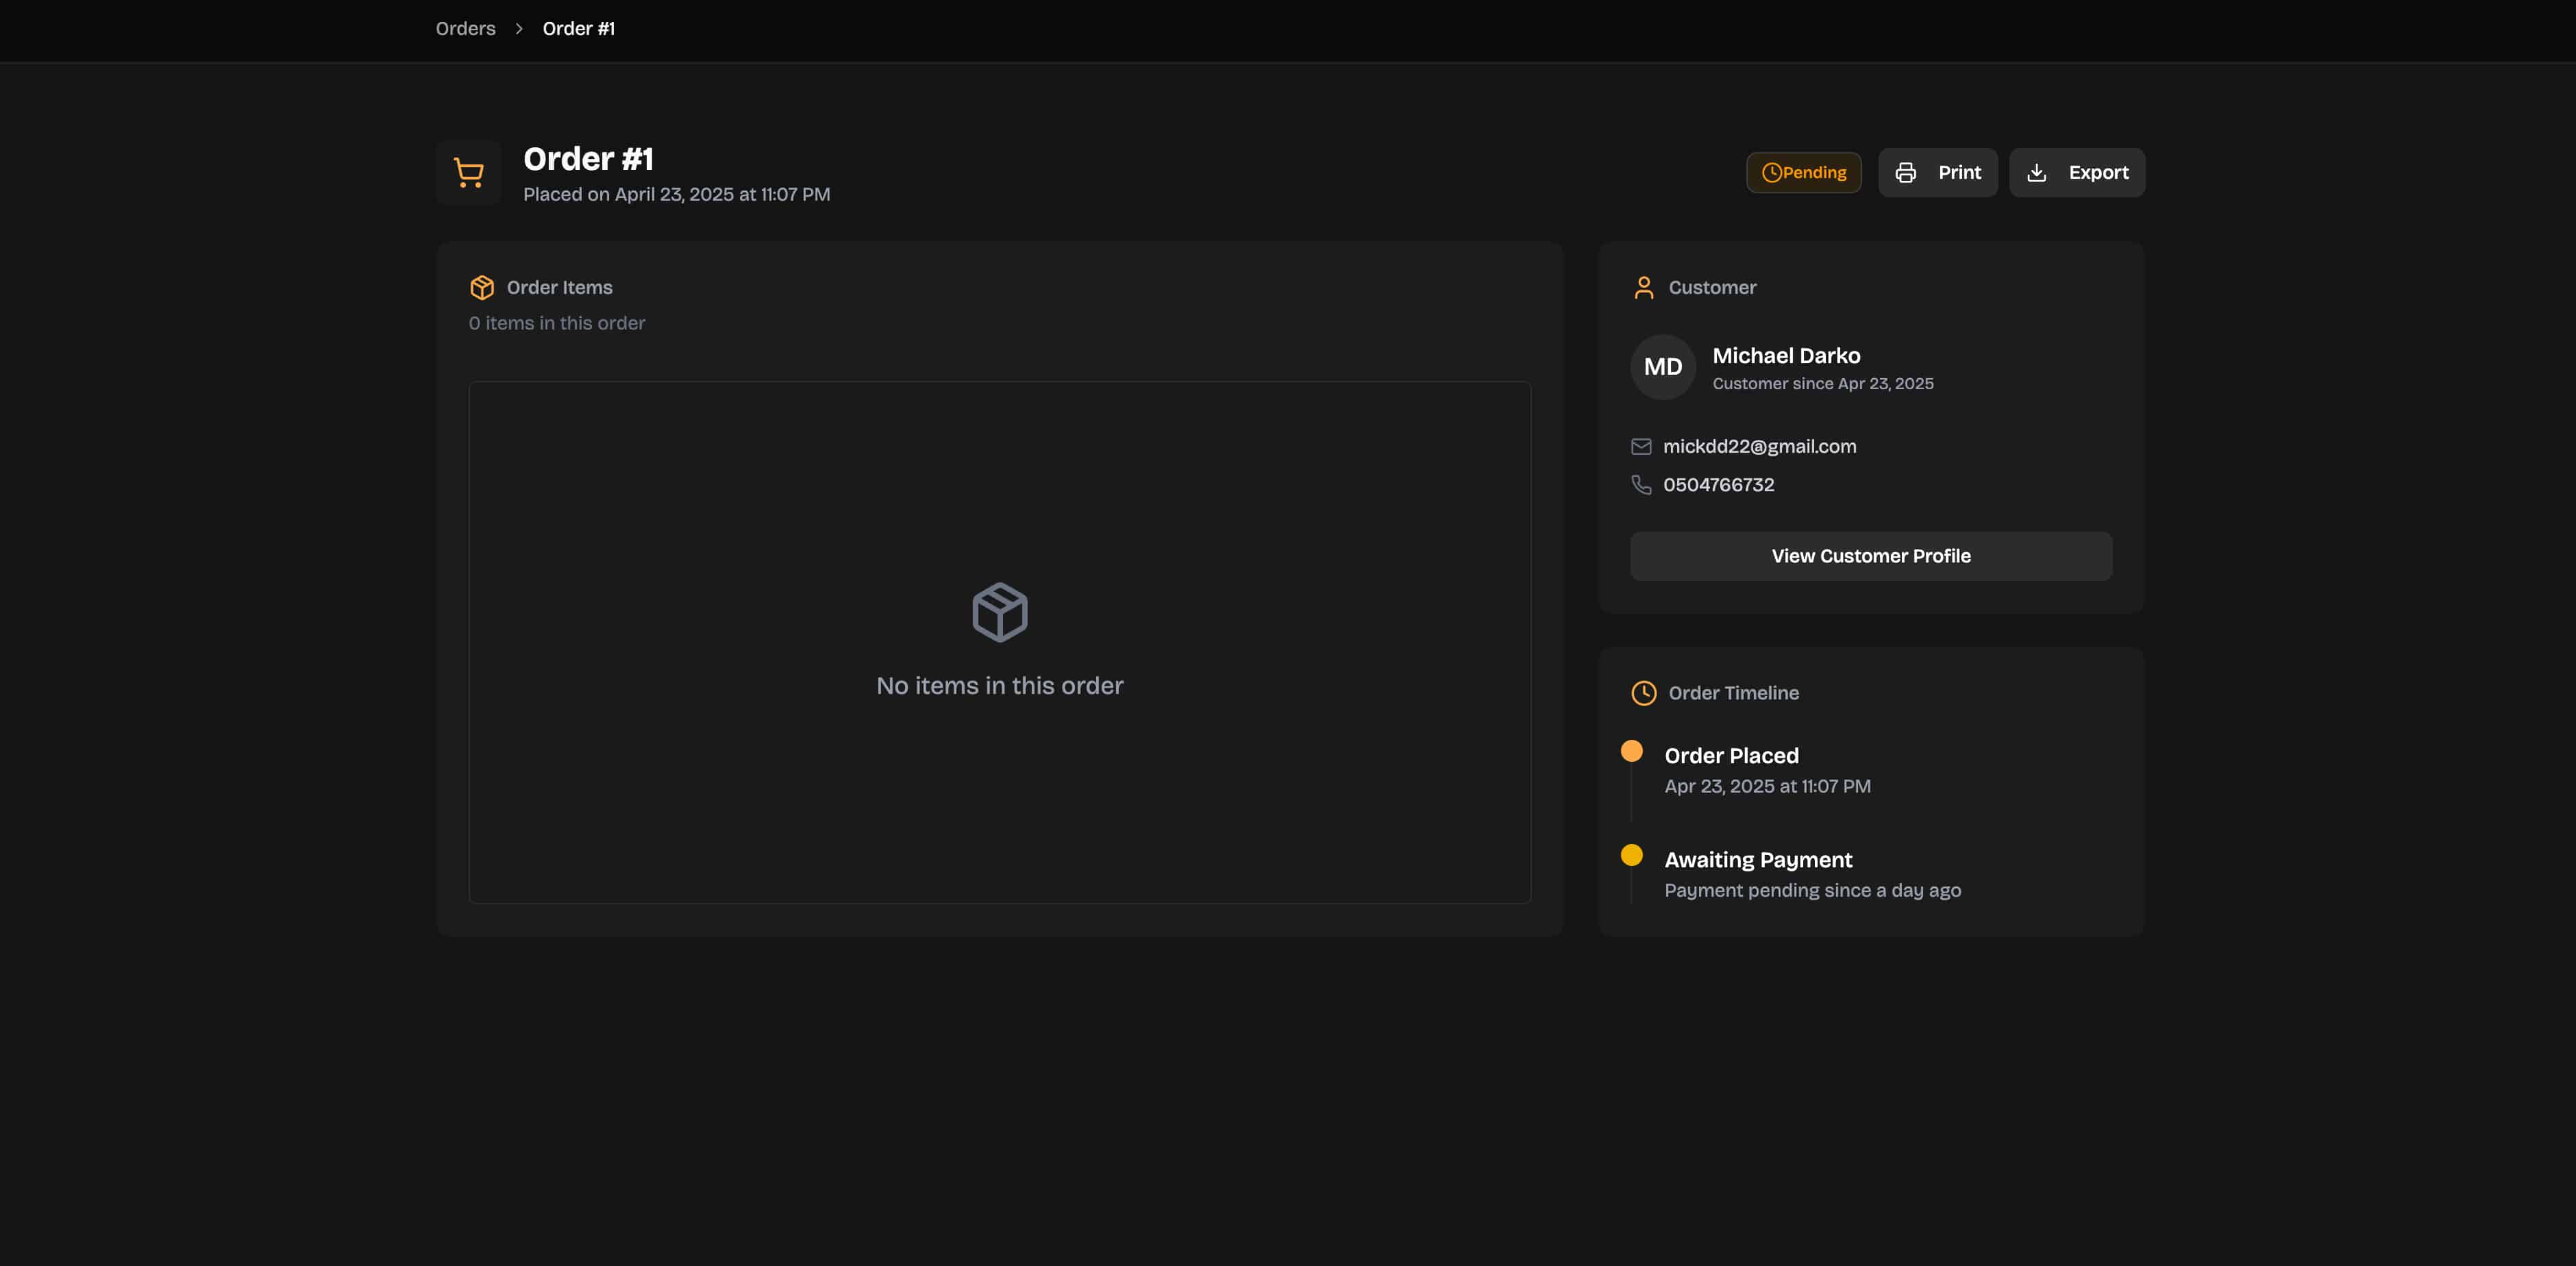 Orders > Order #1
Order #1
Placed on April 23, 2025 at 11:07 PM
Pending
Print
Export
Order Items
0 items in this order
No items in this order
Customer
MD
Michael Darko
Customer since Apr 23, 2025
mickdd22@gmail.com
0504766732
View Customer Profile
Order Timeline
Order Placed
Apr 23, 2025 at 11:07 PM
Awaiting Payment
Payment pending since a day ago